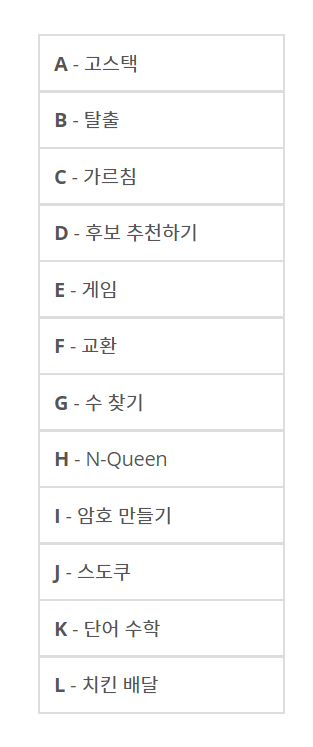 A - 고스택
B - 탈출
C - 가르침
D - 후보 추천하기
E - 게임
F - 교환
G - 수 찾기
H - N-Queen
I - 암호 만들기
J - 스도쿠
K - 단어 수학
L - 치킨 배달